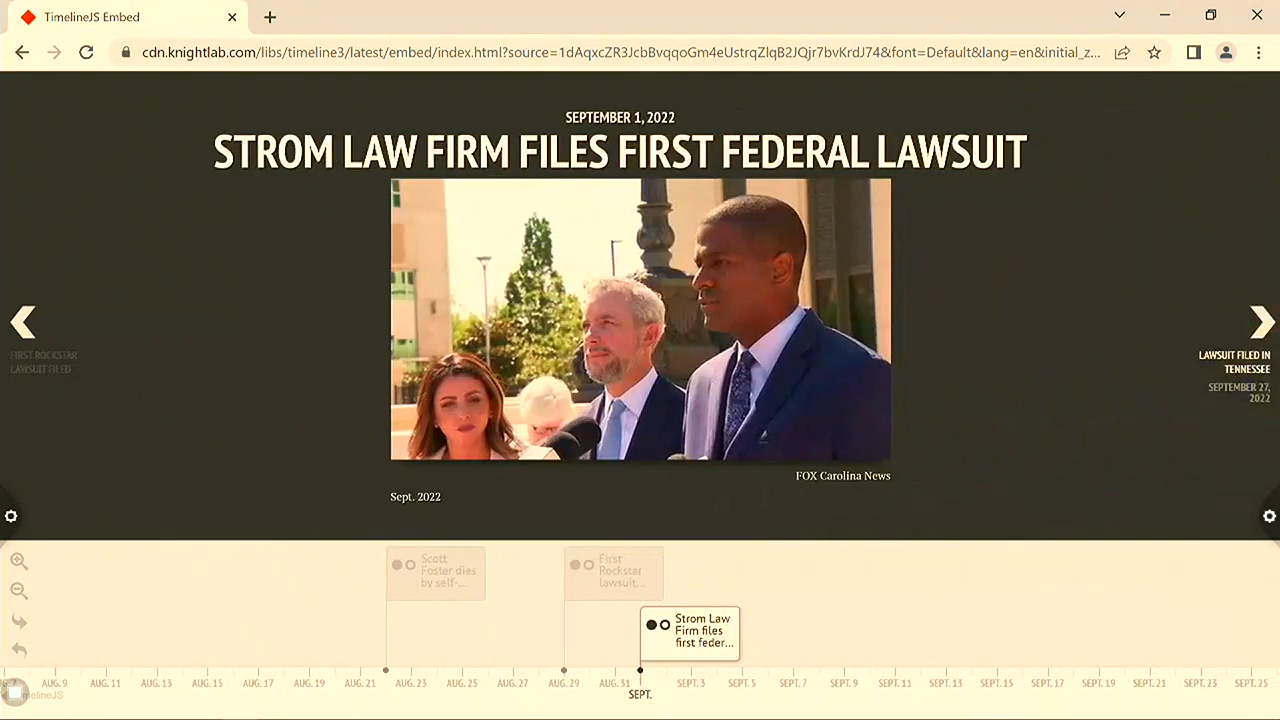 TimelineJS Embed
cdn.knightlab.com/libs/timeline3/latest/embed/index.html?source=1dAqxcZR3JcbBvqqoGm4eUstrqZlqB2JQjr7bvKrdJ74&font=Default&lang=en&initial_z...
SEPTEMBER 1, 2022
STROM LAW FIRM FILES FIRST FEDERAL LAWSUIT
FIRST ROCKSTAR
LAWSUIT FILED
LAWSUIT FILED IN
TENNESSEE
SEPTEMBER 27,
2022
FOX Carolina News
Sept. 2022
Scott
Foster dies
by self-...
First
Rockstar
lawsuit...
Strom Law
Firm files
first feder...
AUG. 9 AUG. 11 AUG. 13 AUG. 15 AUG. 17 AUG. 19 AUG. 21 AUG. 23 AUG. 25 AUG. 27 AUG. 29 AUG. 31 SEPT. 3 SEPT. 5 SEPT. 7 SEPT. 9 SEPT. 11 SEPT. 13 SEPT. 15 SEPT. 17 SEPT. 19 SEPT. 21 SEPT. 23 SEPT. 25
SEPT.